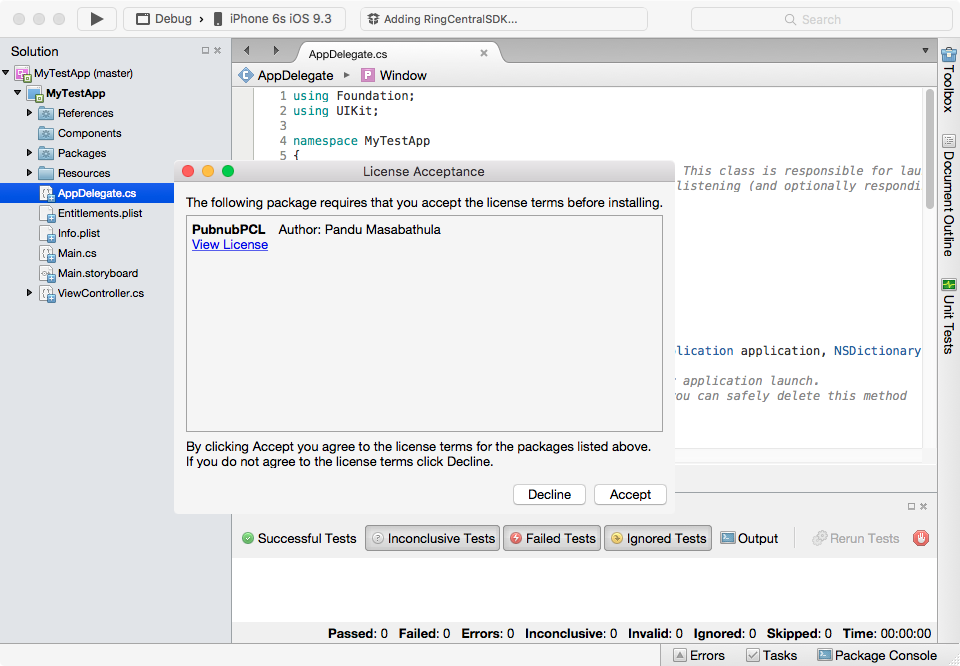 Debug › iPhone 6s iOS 9.3
Adding RingCentralSDK...
Search
Solution
MyTestApp (master)
MyTestApp
References
Components
Packages
Resources
AppDelegate.cs
Entitlements.plist
Info.plist
Main.cs
Main.storyboard
ViewController.cs
AppDelegate.cs
C AppDelegate P Window
1 using Foundation;
2 using UIKit;
3
4 namespace MyTestApp
5 {
This class is responsible for lau
listening (and optionally respondi
lication application, NSDictionary
application launch.
ou can safely delete this method
License Acceptance
The following package requires that you accept the license terms before installing.
PubnubPCL Author: Pandu Masabathula
View License
By clicking Accept you agree to the license terms for the packages listed above.
If you do not agree to the license terms click Decline.
Decline Accept
Toolbox
Document Outline
Unit Tests
Successful Tests Inconclusive Tests Failed Tests Ignored Tests Output Rerun Tests
Passed: 0 Failed: 0 Errors: 0 Inconclusive: 0 Invalid: 0 Ignored: 0 Skipped: 0 Time: 00:00:00
Errors Tasks Package Console